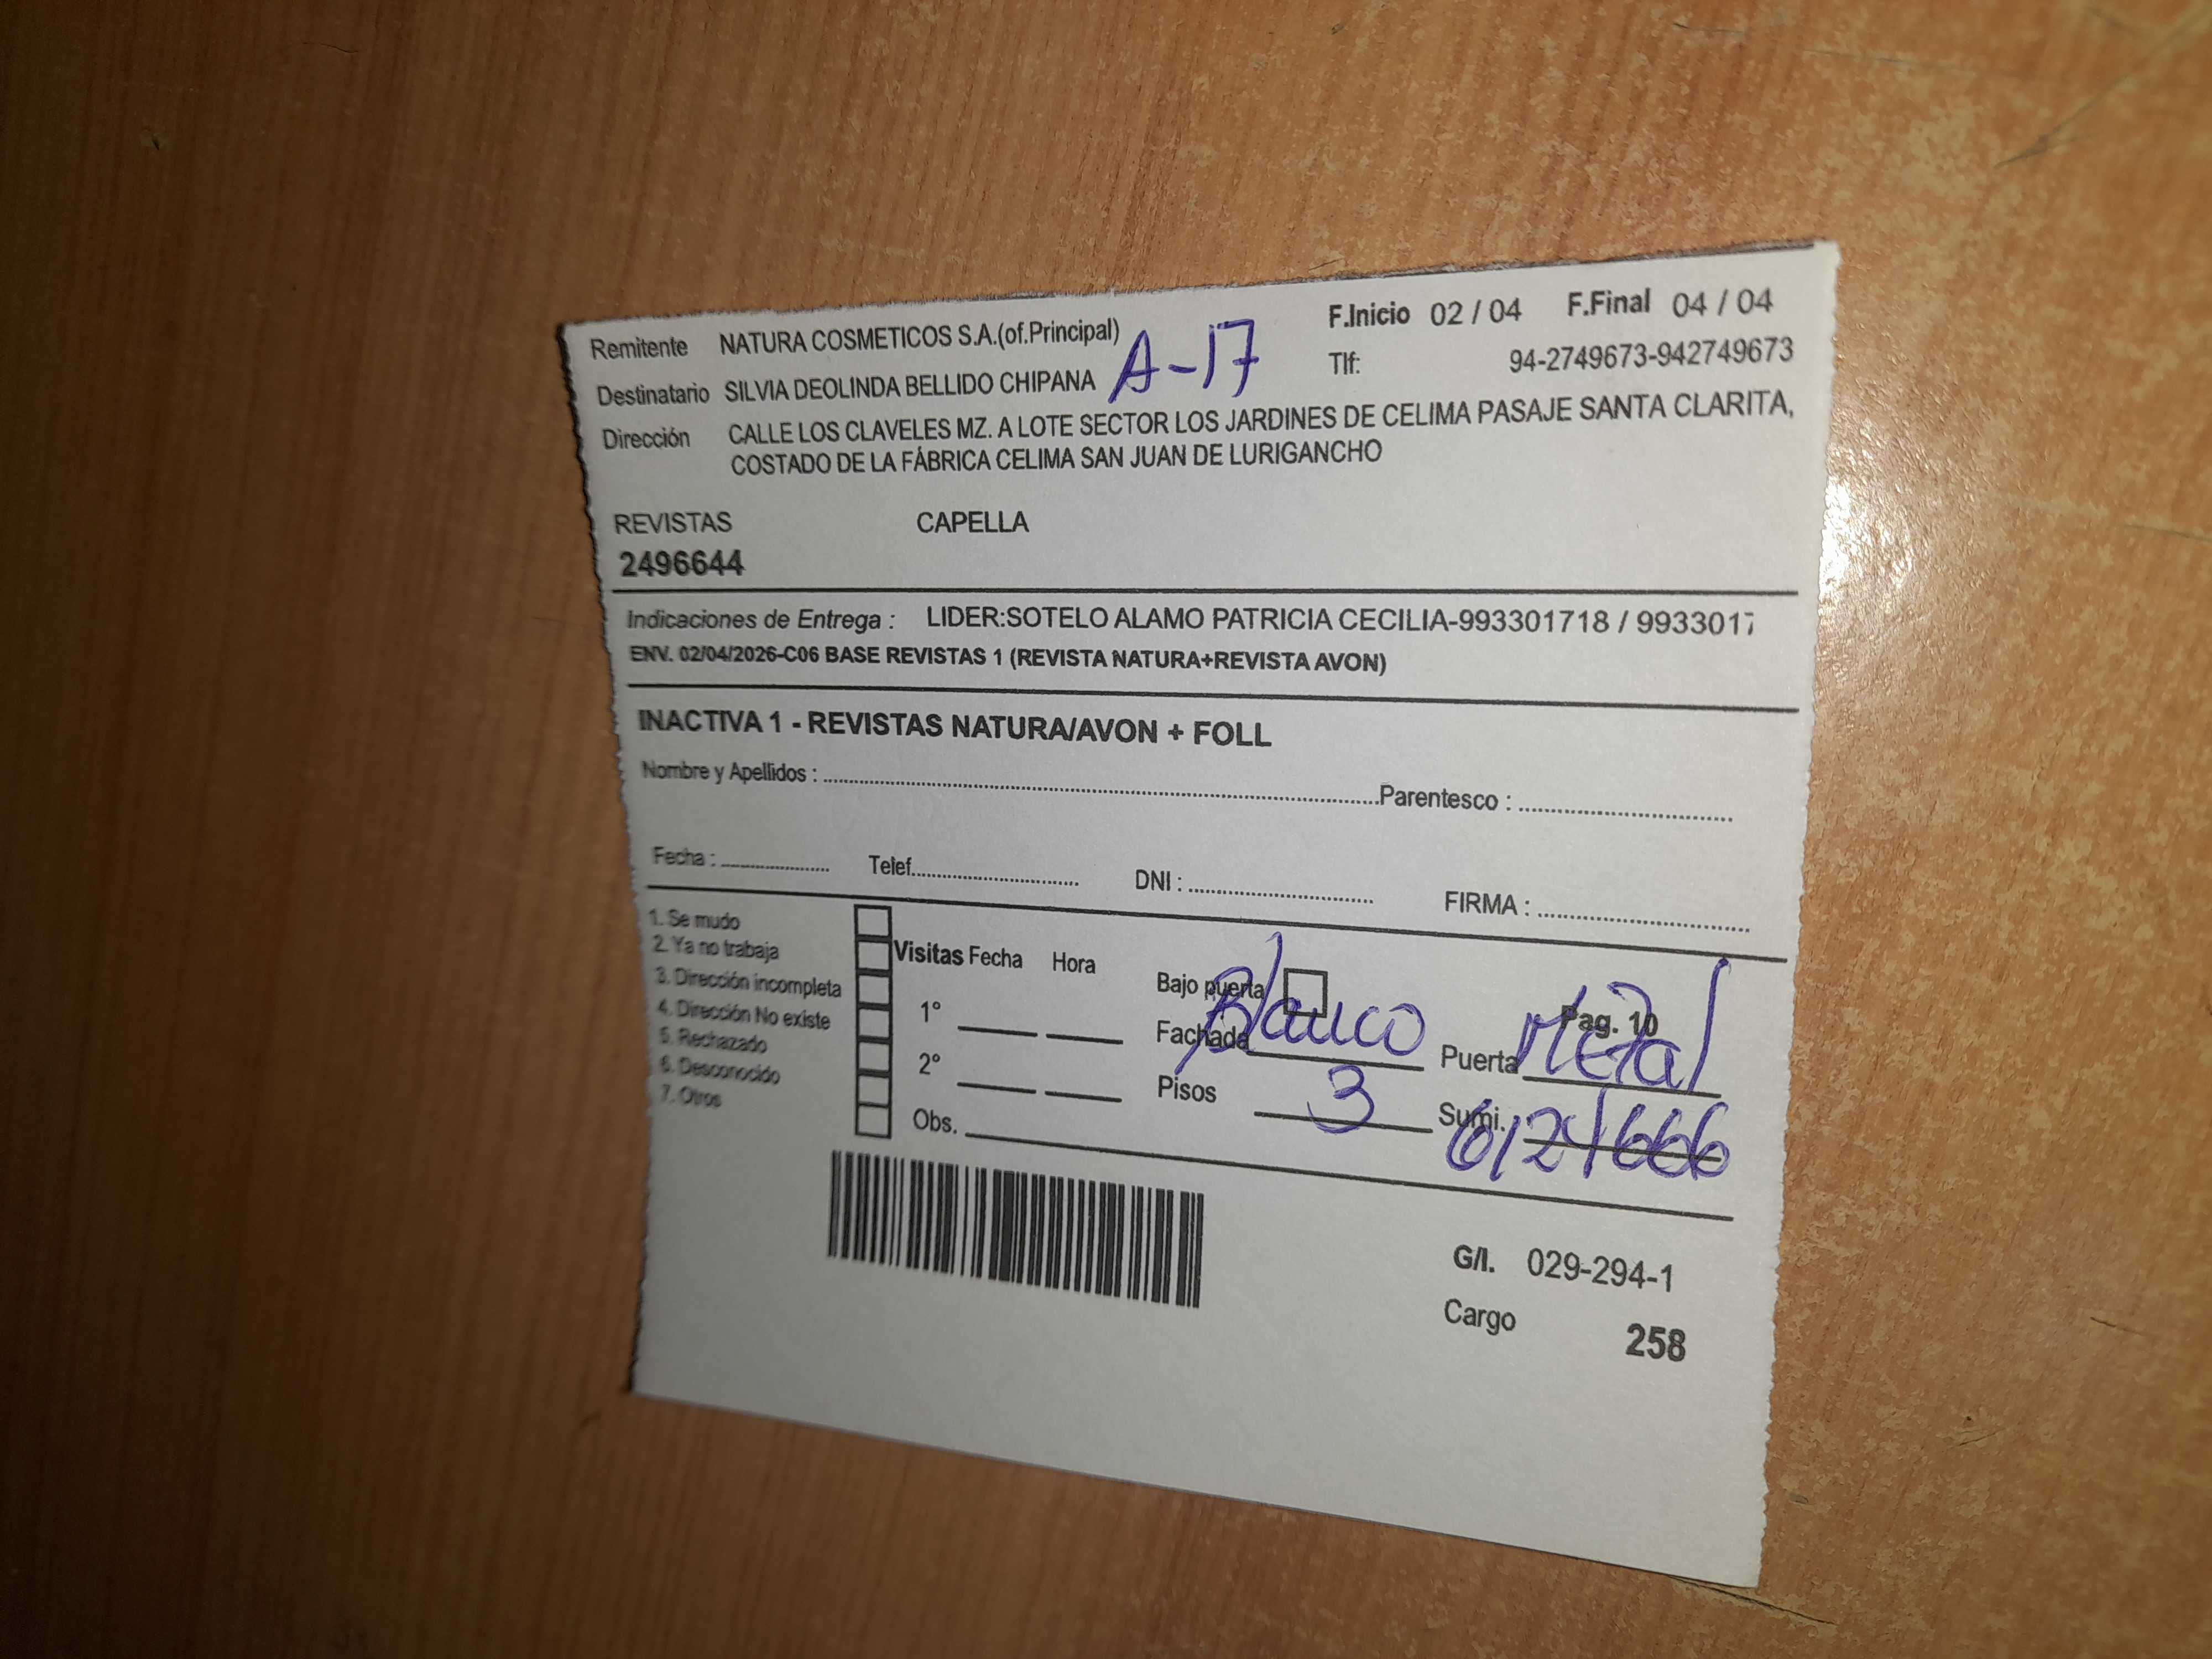 Remitente NATURA COSMETICOS S.A.(of.Principal) F.Inicio 02 / 04 F.Final 04 / 04
A-17
Tlf: 94-2749673-942749673
Destinatario SILVIA DEOLINDA BELLIDO CHIPANA
Dirección CALLE LOS CLAVELES MZ. A LOTE SECTOR LOS JARDINES DE CELIMA PASAJE SANTA CLARITA,
COSTADO DE LA FÁBRICA CELIMA SAN JUAN DE LURIGANCHO
REVISTAS CAPELLA
2496644
Indicaciones de Entrega : LIDER:SOTELO ALAMO PATRICIA CECILIA-993301718 / 9933017
ENV. 02/04/2026-C06 BASE REVISTAS 1 (REVISTA NATURA+REVISTA AVON)
INACTIVA 1 - REVISTAS NATURA/AVON + FOLL
Nombre y Apellidos : Parentesco :
Fecha : Telef. DNI : FIRMA :
1. Se mudo
2. Ya no trabaja
3. Dirección incompleta
4. Dirección No existe
5. Rechazado
6. Desconocido
7. Otros
Visitas Fecha Hora
1°
2°
Obs.
Bajo puerta
Pag. 10
Fachada Blanco Puerta Metal
Pisos 3 Sumi.
G/I. 029-294-1
Cargo 258